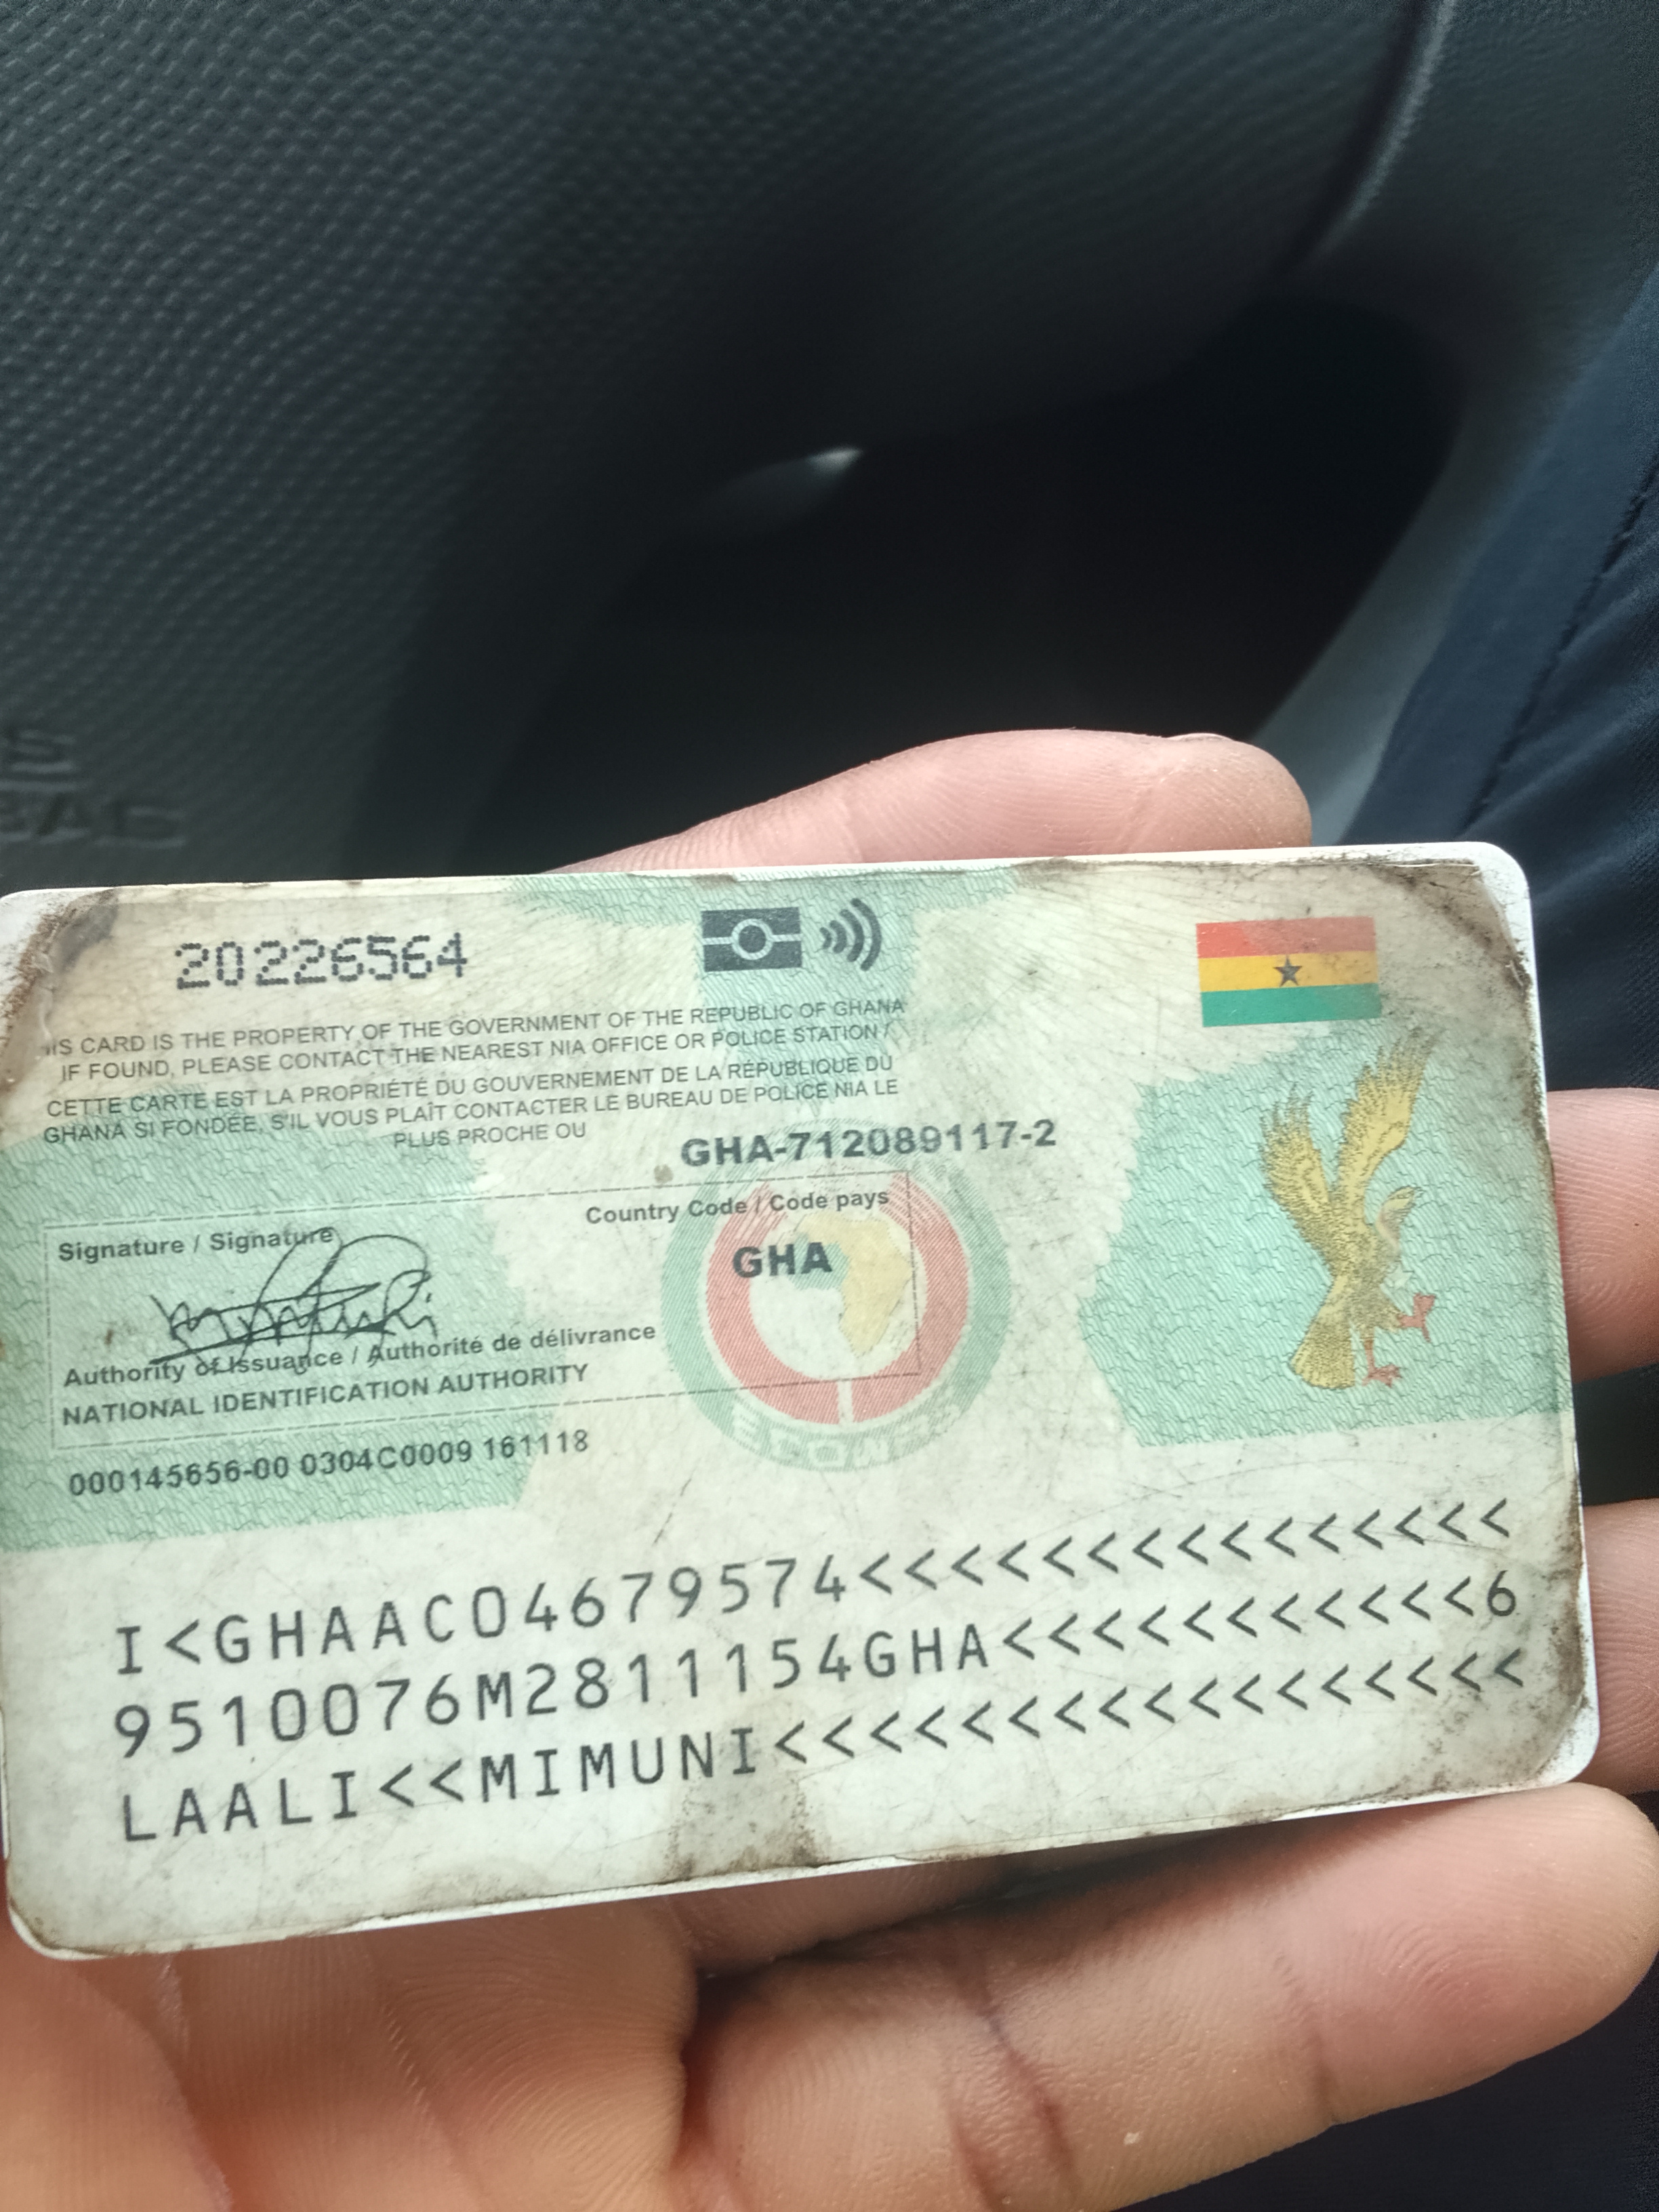 20226564
IS CARD IS THE PROPERTY OF THE GOVERNMENT OF THE REPUBLIC OF GHANA
IF FOUND, PLEASE CONTACT THE NEAREST NIA OFFICE OR POLICE STATION /
CETTE CARTE EST LA PROPRIÉTÉ DU GOUVERNEMENT DE LA RÉPUBLIQUE DU
GHANA SI FONDÉE, S'IL VOUS PLAÎT CONTACTER LE BUREAU DE POLICE NIA LE
PLUS PROCHE OU
GHA-712089117-2
Signature / Signature
Country Code / Code pays
GHA
Authority of Issuance / Authorité de délivrance
NATIONAL IDENTIFICATION AUTHORITY
000145656-00 0304C0009 161118
ECOWAS
I<GHAACO4679574<<<<<<<<<<<<<<<
9510076M2811154GHA<<<<<<<<<<<6
LAALI<<MIMUNI<<<<<<<<<<<<<<<<<